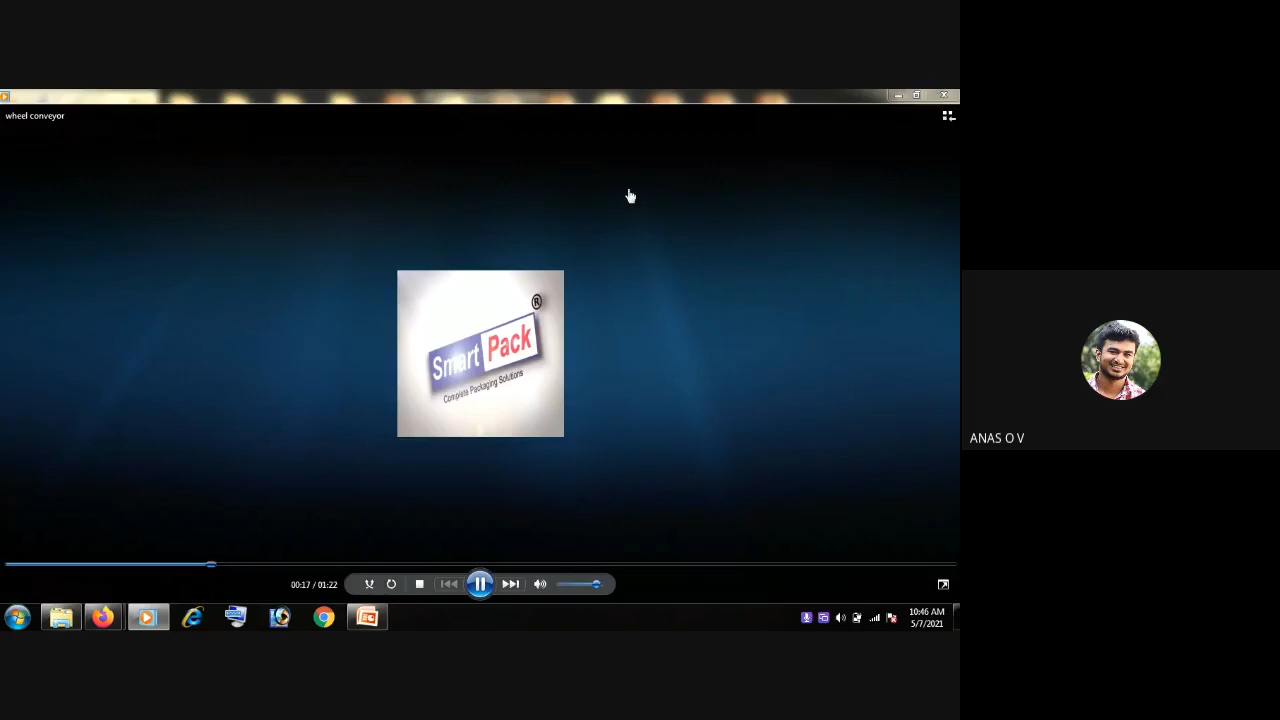 wheel conveyor
®
Smart Pack
Complete Packaging Solutions
00:17 / 01:22
10:46 AM
5/7/2021
ANAS O V